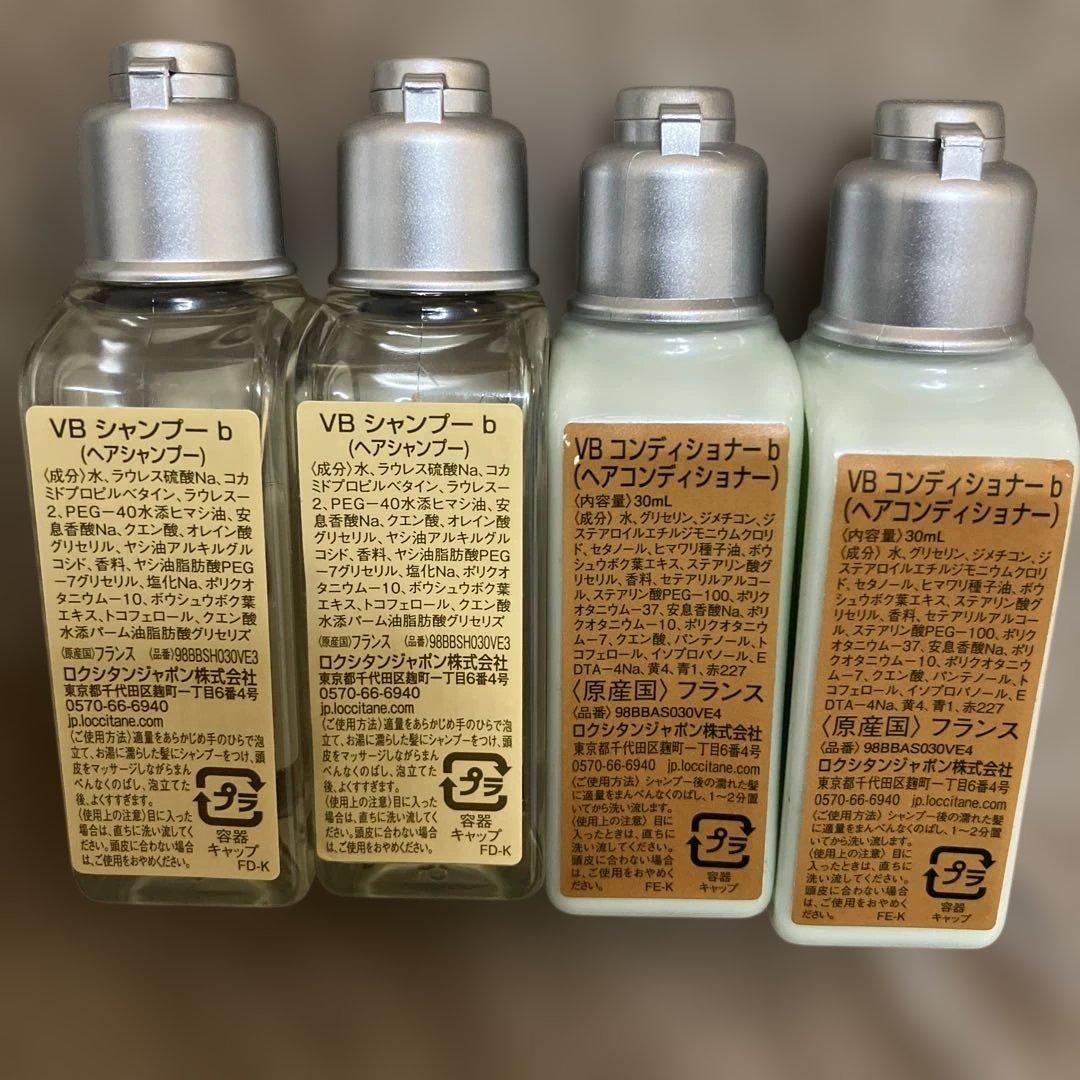 VB シャンプー b
(ヘアシャンプー)
〈成分〉水、ラウレス硫酸Na、コカ
ミドプロピルベタイン、ラウレス一
2、PEG－40水添ヒマシ油、安
息香酸Na、クエン酸、オレイン酸
グリセリル、ヤシ油アルキルグル
コシド、香料、ヤシ油脂肪酸PEG
－7グリセリル、塩化Na、ポリクオ
タニウムー10、ボウシュウボク葉
エキス、トコフェロール、クエン酸
水添パーム油脂肪酸グリセリズ
〈原産国〉フランス 〈品番〉98BBSH030VE3
ロクシタンジャポン株式会社
東京都千代田区麹町一丁目6番4号
0570-66-6940
jp.loccitane.com
〈ご使用方法〉適量をあらかじめ手のひらで泡
立て、お湯に濡らした髪にシャンプーをつけ、頭
皮をマッサージしながらまん
べんなくのばし、泡立てた
後、よくすすぎます。
〈使用上の注意〉目に入った
場合は、直ちに洗い流してく
ださい。頭皮に合わない場合
は、ご使用をおやめください。
プラ
容器
キャップ
FD-K
VB シャンプー b
(ヘアシャンプー)
〈成分〉水、ラウレス硫酸Na、コカ
ミドプロピルベタイン、ラウレスー
2、PEG－40水添ヒマシ油、安
息香酸Na、クエン酸、オレイン酸
グリセリル、ヤシ油アルキルグル
コシド、香料、ヤシ油脂肪酸PEG
－7グリセリル、塩化Na、ポリクオ
タニウムー10、ボウシュウボク葉
エキス、トコフェロール、クエン酸
水添パーム油脂肪酸グリセリズ
〈原産国〉フランス 〈品番〉98BBSH030VE3
ロクシタンジャポン株式会社
東京都千代田区麹町一丁目6番4号
0570-66-6940
jp.loccitane.com
〈ご使用方法〉適量をあらかじめ手のひらで泡
立て、お湯に濡らした髪にシャンプーをつけ、頭
皮をマッサージしながらまん
べんなくのばし、泡立てた
後、よくすすぎます。
〈使用上の注意〉目に入った
場合は、直ちに洗い流してく
ださい。頭皮に合わない場合
は、ご使用をおやめください。
プラ
容器
キャップ
FD-K
VB コンディショナー b
(ヘアコンディショナー)
〈内容量〉30mL
〈成分〉水、グリセリン、ジメチコン、ジ
ステアロイルエチルジモニウムクロリ
ド、セタノール、ヒマワリ種子油、ボウ
シュウボク葉エキス、ステアリン酸グ
リセリル、香料、セテアリルアルコー
ル、ステアリン酸PEG－100、ポリク
オタニウムー37、安息香酸Na、ポリ
クオタニウムー10、ポリクオタニウ
ムー7、クエン酸、パンテノール、ト
コフェロール、イソプロパノール、E
DTA－4Na、黄4、青1、赤227
〈原産国〉フランス
〈品番〉98BBAS030VE4
ロクシタンジャポン株式会社
東京都千代田区麹町一丁目6番4号
0570-66-6940 jp.loccitane.com
〈ご使用方法〉シャンプー後の濡れた髪
に適量をまんべんなくのばし、1～2分置
いてから洗い流します。
〈使用上の注意〉目に
入ったときは、直ちに
洗い流してください。
頭皮に合わない場合
は、ご使用をおやめく
ださい。
プラ
容器
キャップ
FE-K
VB コンディショナー b
(ヘアコンディショナー)
〈内容量〉30mL
〈成分〉水、グリセリン、ジメチコン、ジ
ステアロイルエチルジモニウムクロリ
ド、セタノール、ヒマワリ種子油、ボウ
シュウボク葉エキス、ステアリン酸グ
リセリル、香料、セテアリルアルコー
ル、ステアリン酸PEG－100、ポリク
オタニウムー37、安息香酸Na、ポリ
クオタニウムー10、ポリクオタニウ
ムー7、クエン酸、パンテノール、ト
コフェロール、イソプロパノール、E
DTA－4Na、黄4、青1、赤227
〈原産国〉フランス
〈品番〉98BBAS030VE4
ロクシタンジャポン株式会社
東京都千代田区麹町一丁目6番4号
0570-66-6940 jp.loccitane.com
〈ご使用方法〉シャンプー後の濡れた髪
に適量をまんべんなくのばし、1～2分置
いてから洗い流します。
〈使用上の注意〉目に
入ったときは、直ちに
洗い流してください。
頭皮に合わない場合
は、ご使用をおやめく
ださい。
プラ
容器
キャップ
FE-K